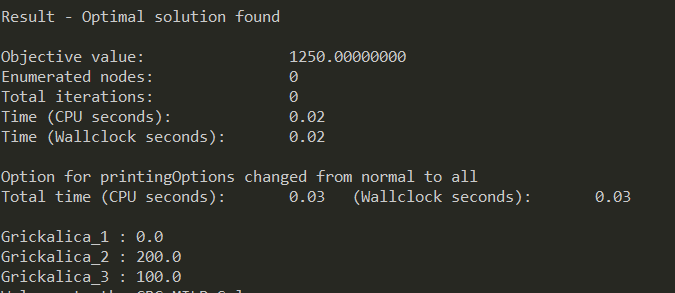 Result - Optimal solution found
Objective value: 1250.00000000
Enumerated nodes: 0
Total iterations: 0
Time (CPU seconds): 0.02
Time (Wallclock seconds): 0.02
Option for printingOptions changed from normal to all
Total time (CPU seconds): 0.03 (Wallclock seconds): 0.03
Grickalica_1 : 0.0
Grickalica_2 : 200.0
Grickalica_3 : 100.0